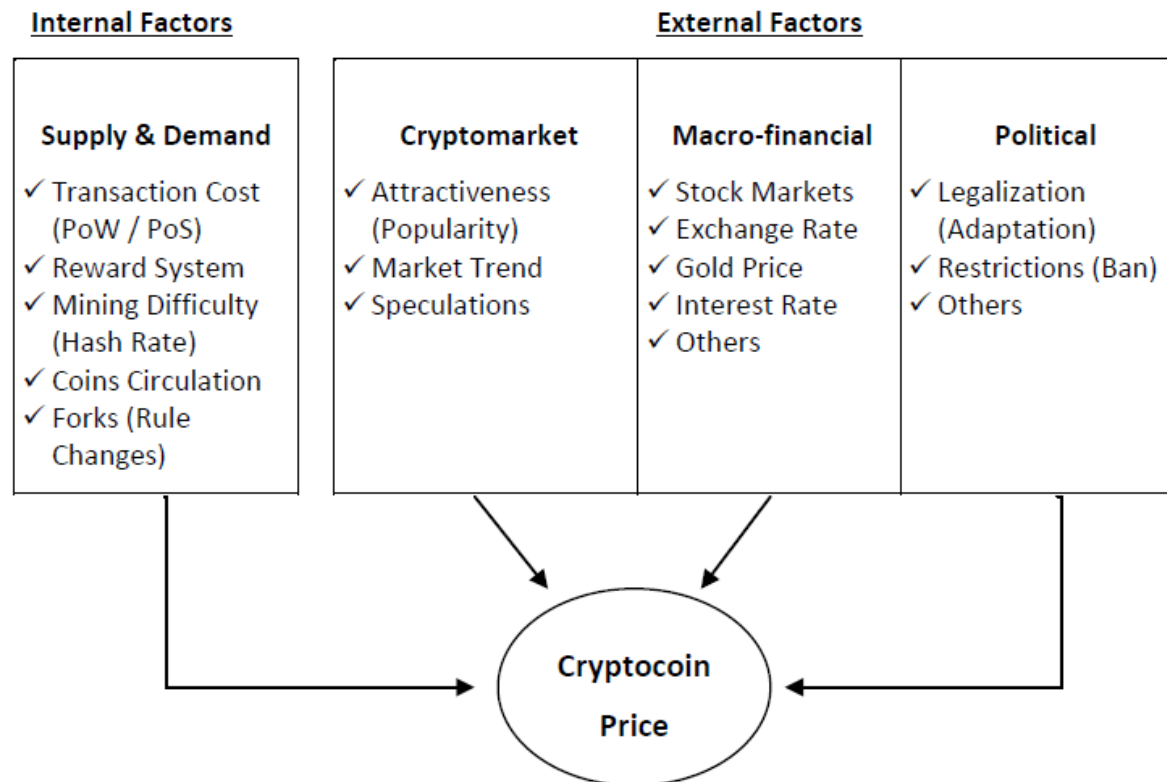 Internal Factors
External Factors
Supply & Demand
✓ Transaction Cost
(PoW / PoS)
✓ Reward System
✓ Mining Difficulty
(Hash Rate)
✓ Coins Circulation
✓ Forks (Rule
Changes)
Cryptomarket
✓ Attractiveness
(Popularity)
✓ Market Trend
✓ Speculations
Macro-financial
✓ Stock Markets
✓ Exchange Rate
✓ Gold Price
✓ Interest Rate
✓ Others
Political
✓ Legalization
(Adaptation)
✓ Restrictions (Ban)
✓ Others
Cryptocoin
Price